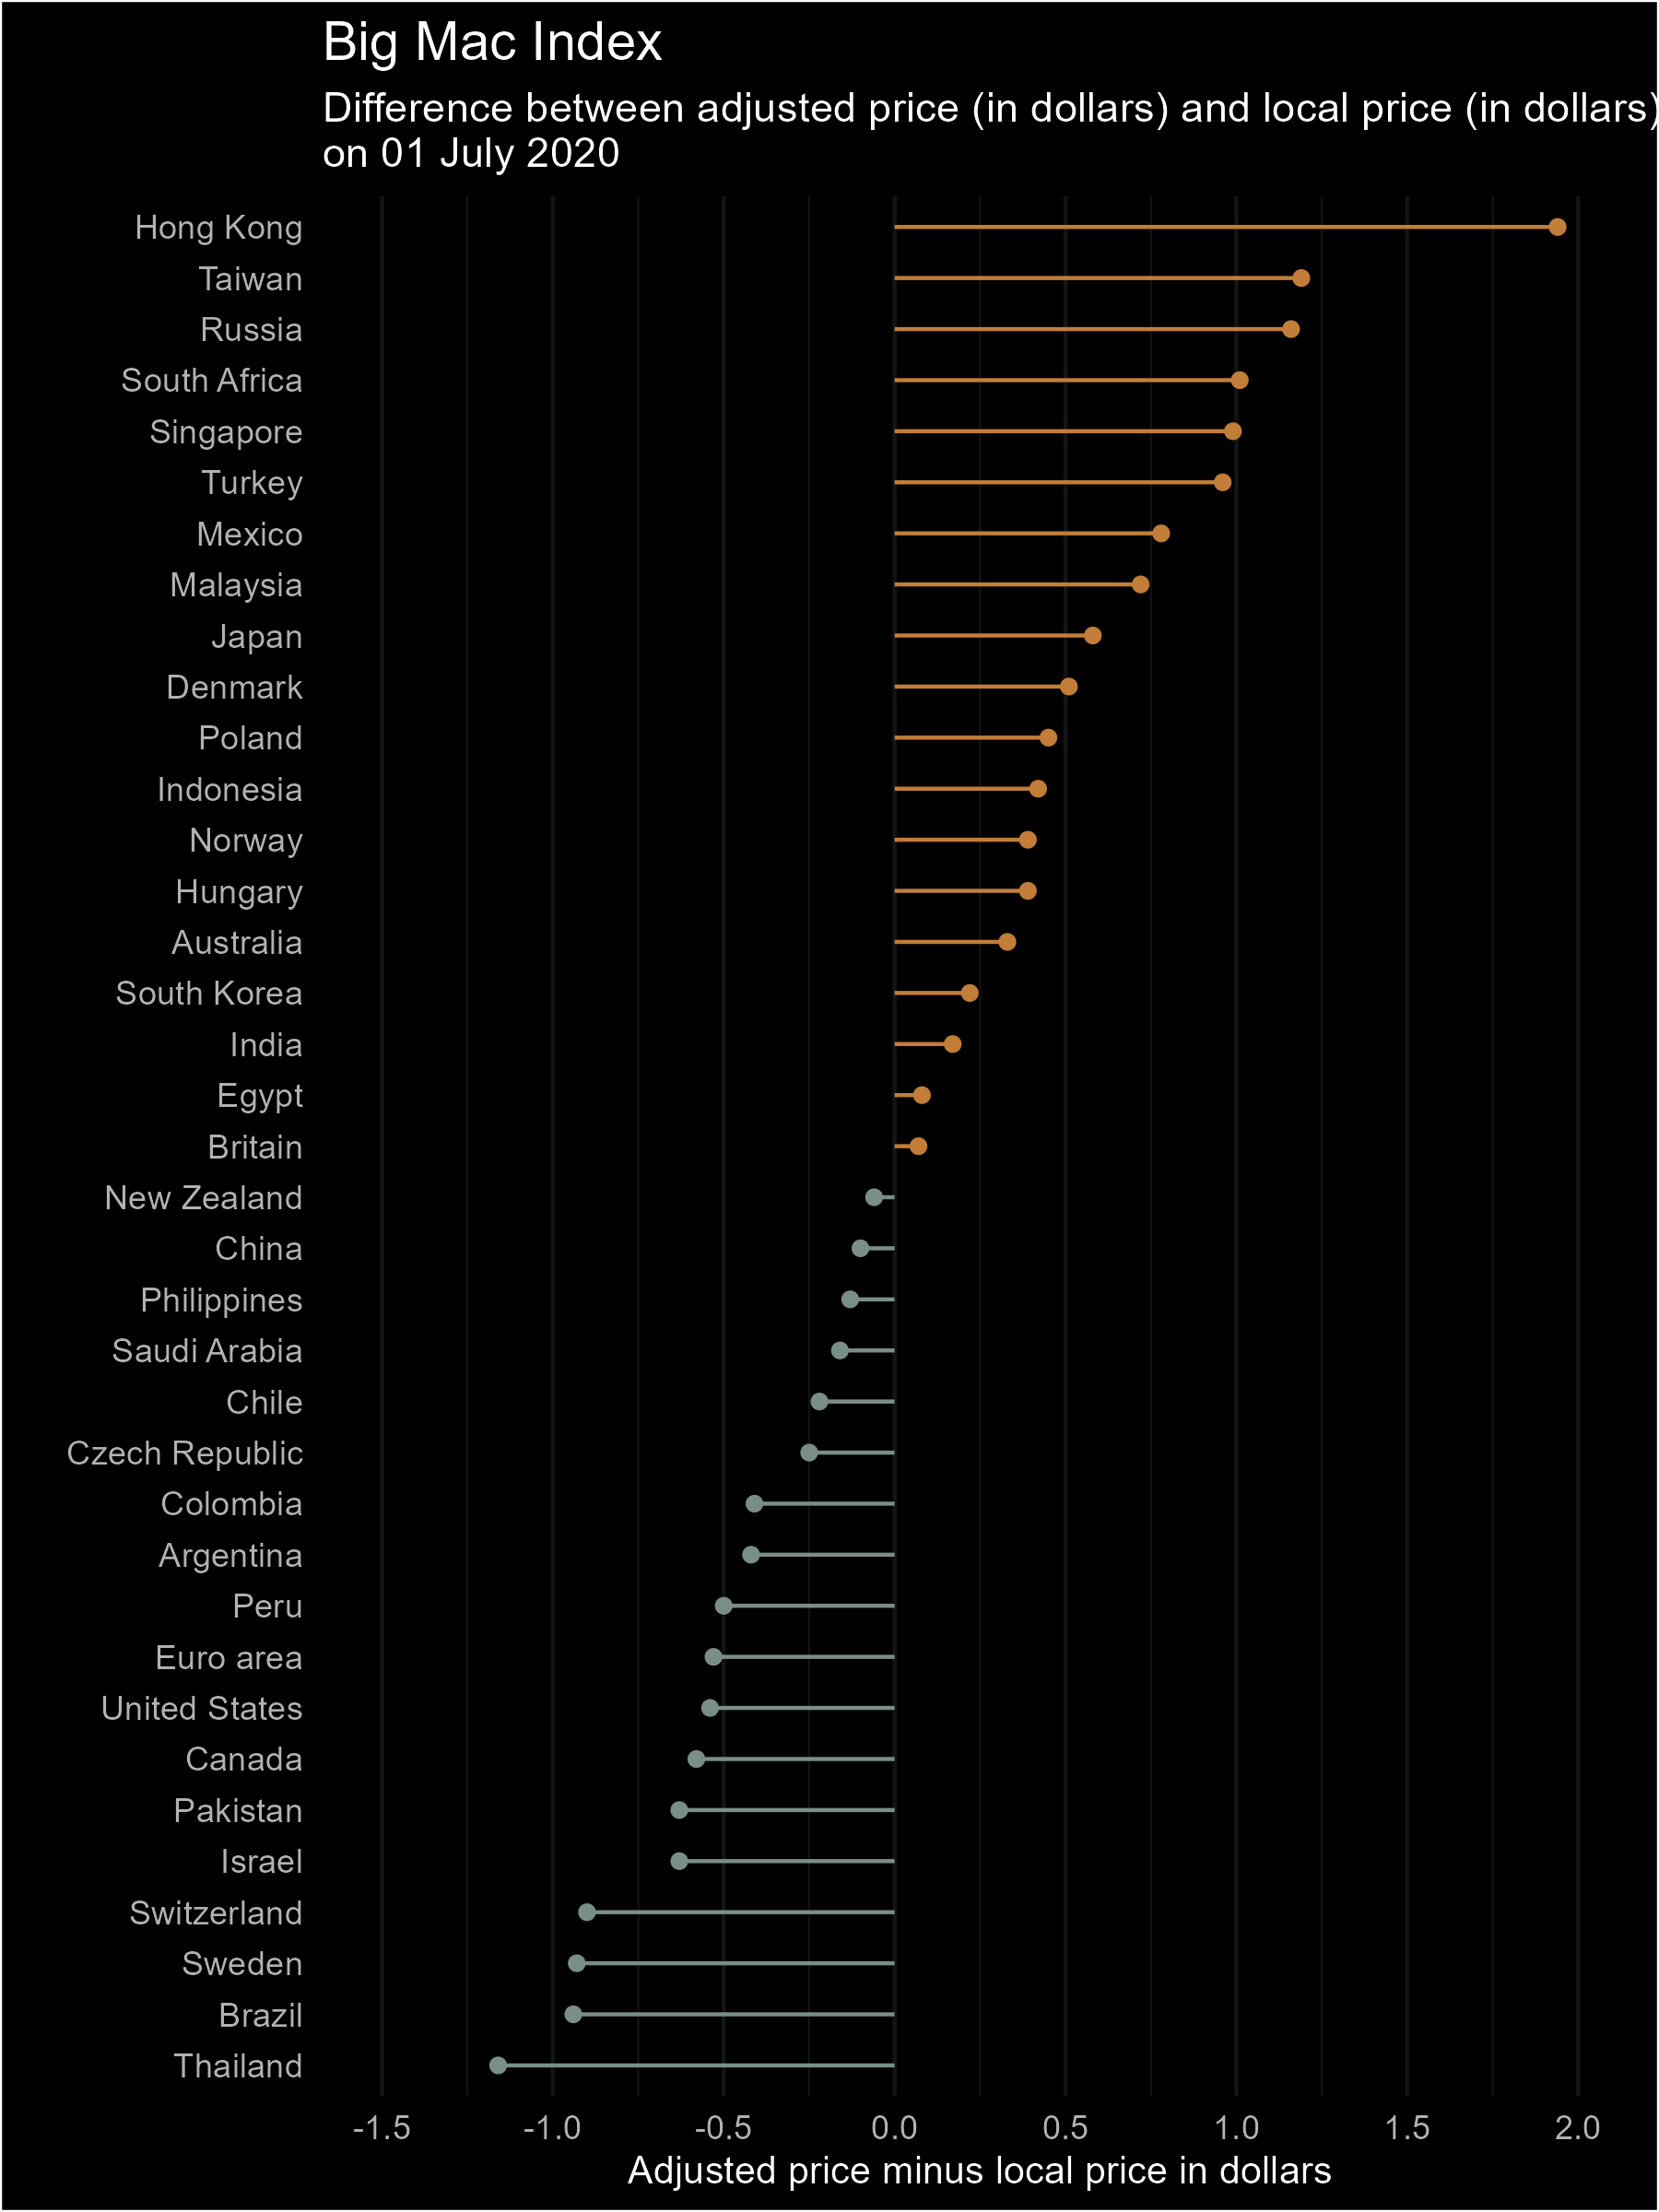 Big Mac Index
Difference between adjusted price (in dollars) and local price (in dollars)
on 01 July 2020
Hong Kong
Taiwan
Russia
South Africa
Singapore
Turkey
Mexico
Malaysia
Japan
Denmark
Poland
Indonesia
Norway
Hungary
Australia
South Korea
India
Egypt
Britain
New Zealand
China
Philippines
Saudi Arabia
Chile
Czech Republic
Colombia
Argentina
Peru
Euro area
United States
Canada
Pakistan
Israel
Switzerland
Sweden
Brazil
Thailand
-1.5 -1.0 -0.5 0.0 0.5 1.0 1.5 2.0
Adjusted price minus local price in dollars